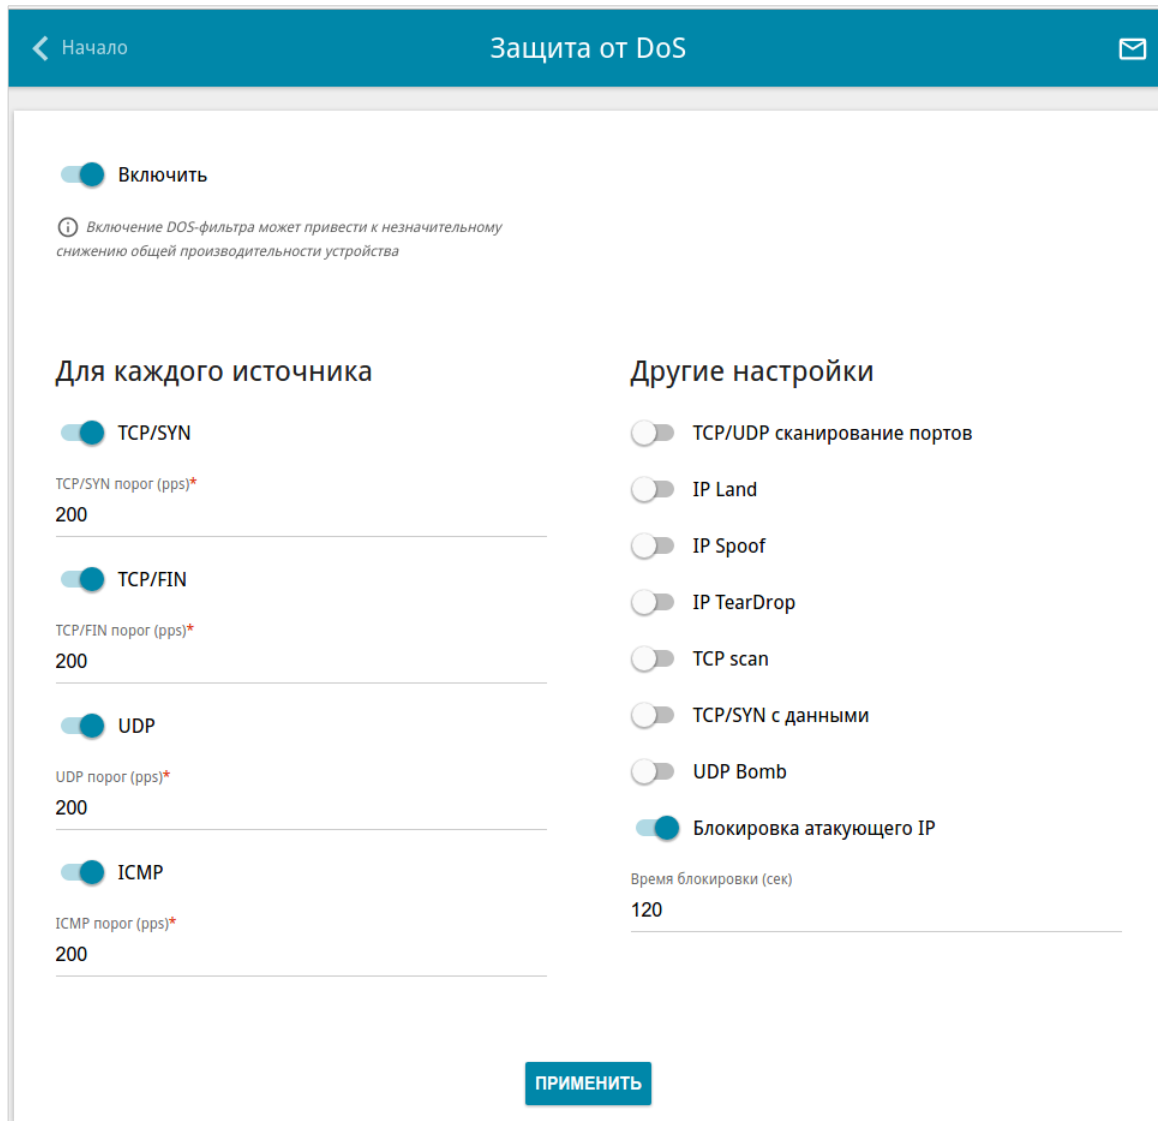 Начало
Защита от DoS
Включить
Включение DOS-фильтра может привести к незначительному
снижению общей производительности устройства
Для каждого источника
TCP/SYN
TCP/SYN порог (pps)*
200
TCP/FIN
TCP/FIN порог (pps)*
200
UDP
UDP порог (pps)*
200
ICMP
ICMP порог (pps)*
200
Другие настройки
TCP/UDP сканирование портов
IP Land
IP Spoof
IP TearDrop
TCP scan
TCP/SYN с данными
UDP Bomb
Блокировка атакующего IP
Время блокировки (сек)
120
ПРИМЕНИТЬ